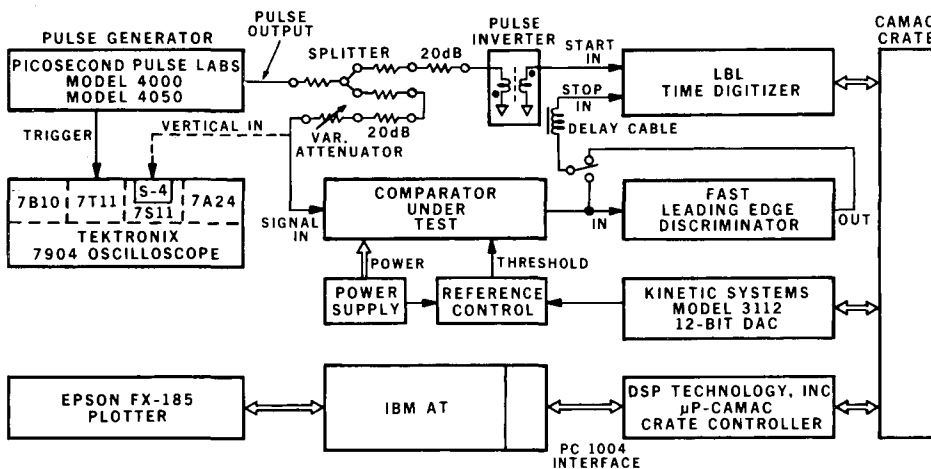 PULSE GENERATOR
PICOSECOND PULSE LABS
MODEL 4000
MODEL 4050
PULSE
OUTPUT
SPLITTER
20dB
PULSE
INVERTER
START
IN
LBL
TIME DIGITIZER
CAMAC
CRATE
STOP
IN
DELAY CABLE
TRIGGER
VERTICAL IN
VAR.
ATTENUATOR
20dB
7B10
7T11
S-4
7S11
7A24
TEKTRONIX
7904 OSCILLOSCOPE
SIGNAL
IN
COMPARATOR
UNDER
TEST
IN
FAST
LEADING EDGE
DISCRIMINATOR
OUT
POWER
THRESHOLD
POWER
SUPPLY
REFERENCE
CONTROL
KINETIC SYSTEMS
MODEL 3112
12-BIT DAC
EPSON FX-185
PLOTTER
IBM AT
PC 1004
INTERFACE
DSP TECHNOLOGY, INC
µP-CAMAC
CRATE CONTROLLER